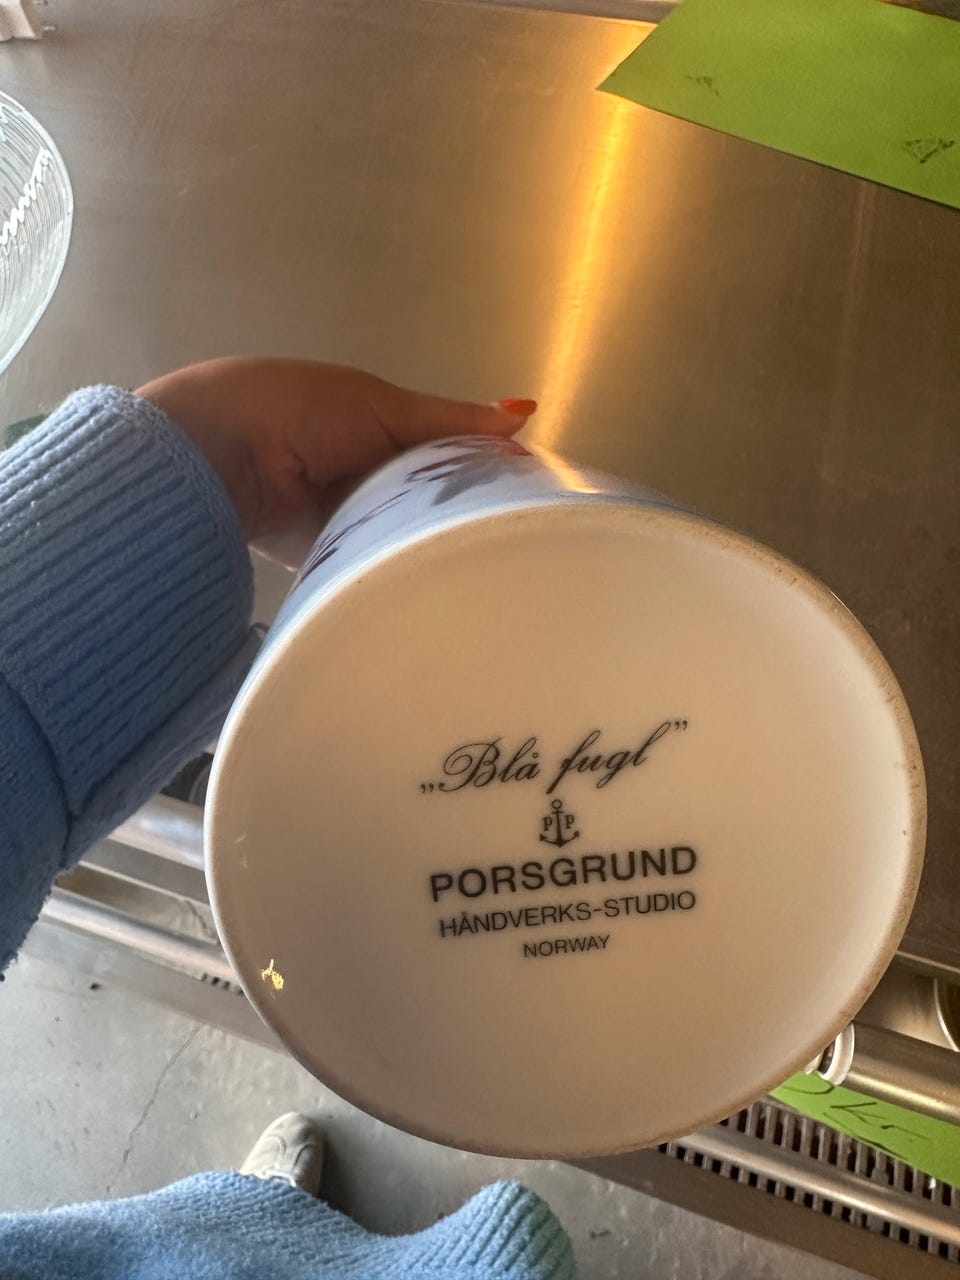 „Blå fugl”
P P
PORSGRUND
HÅNDVERKS-STUDIO
NORWAY